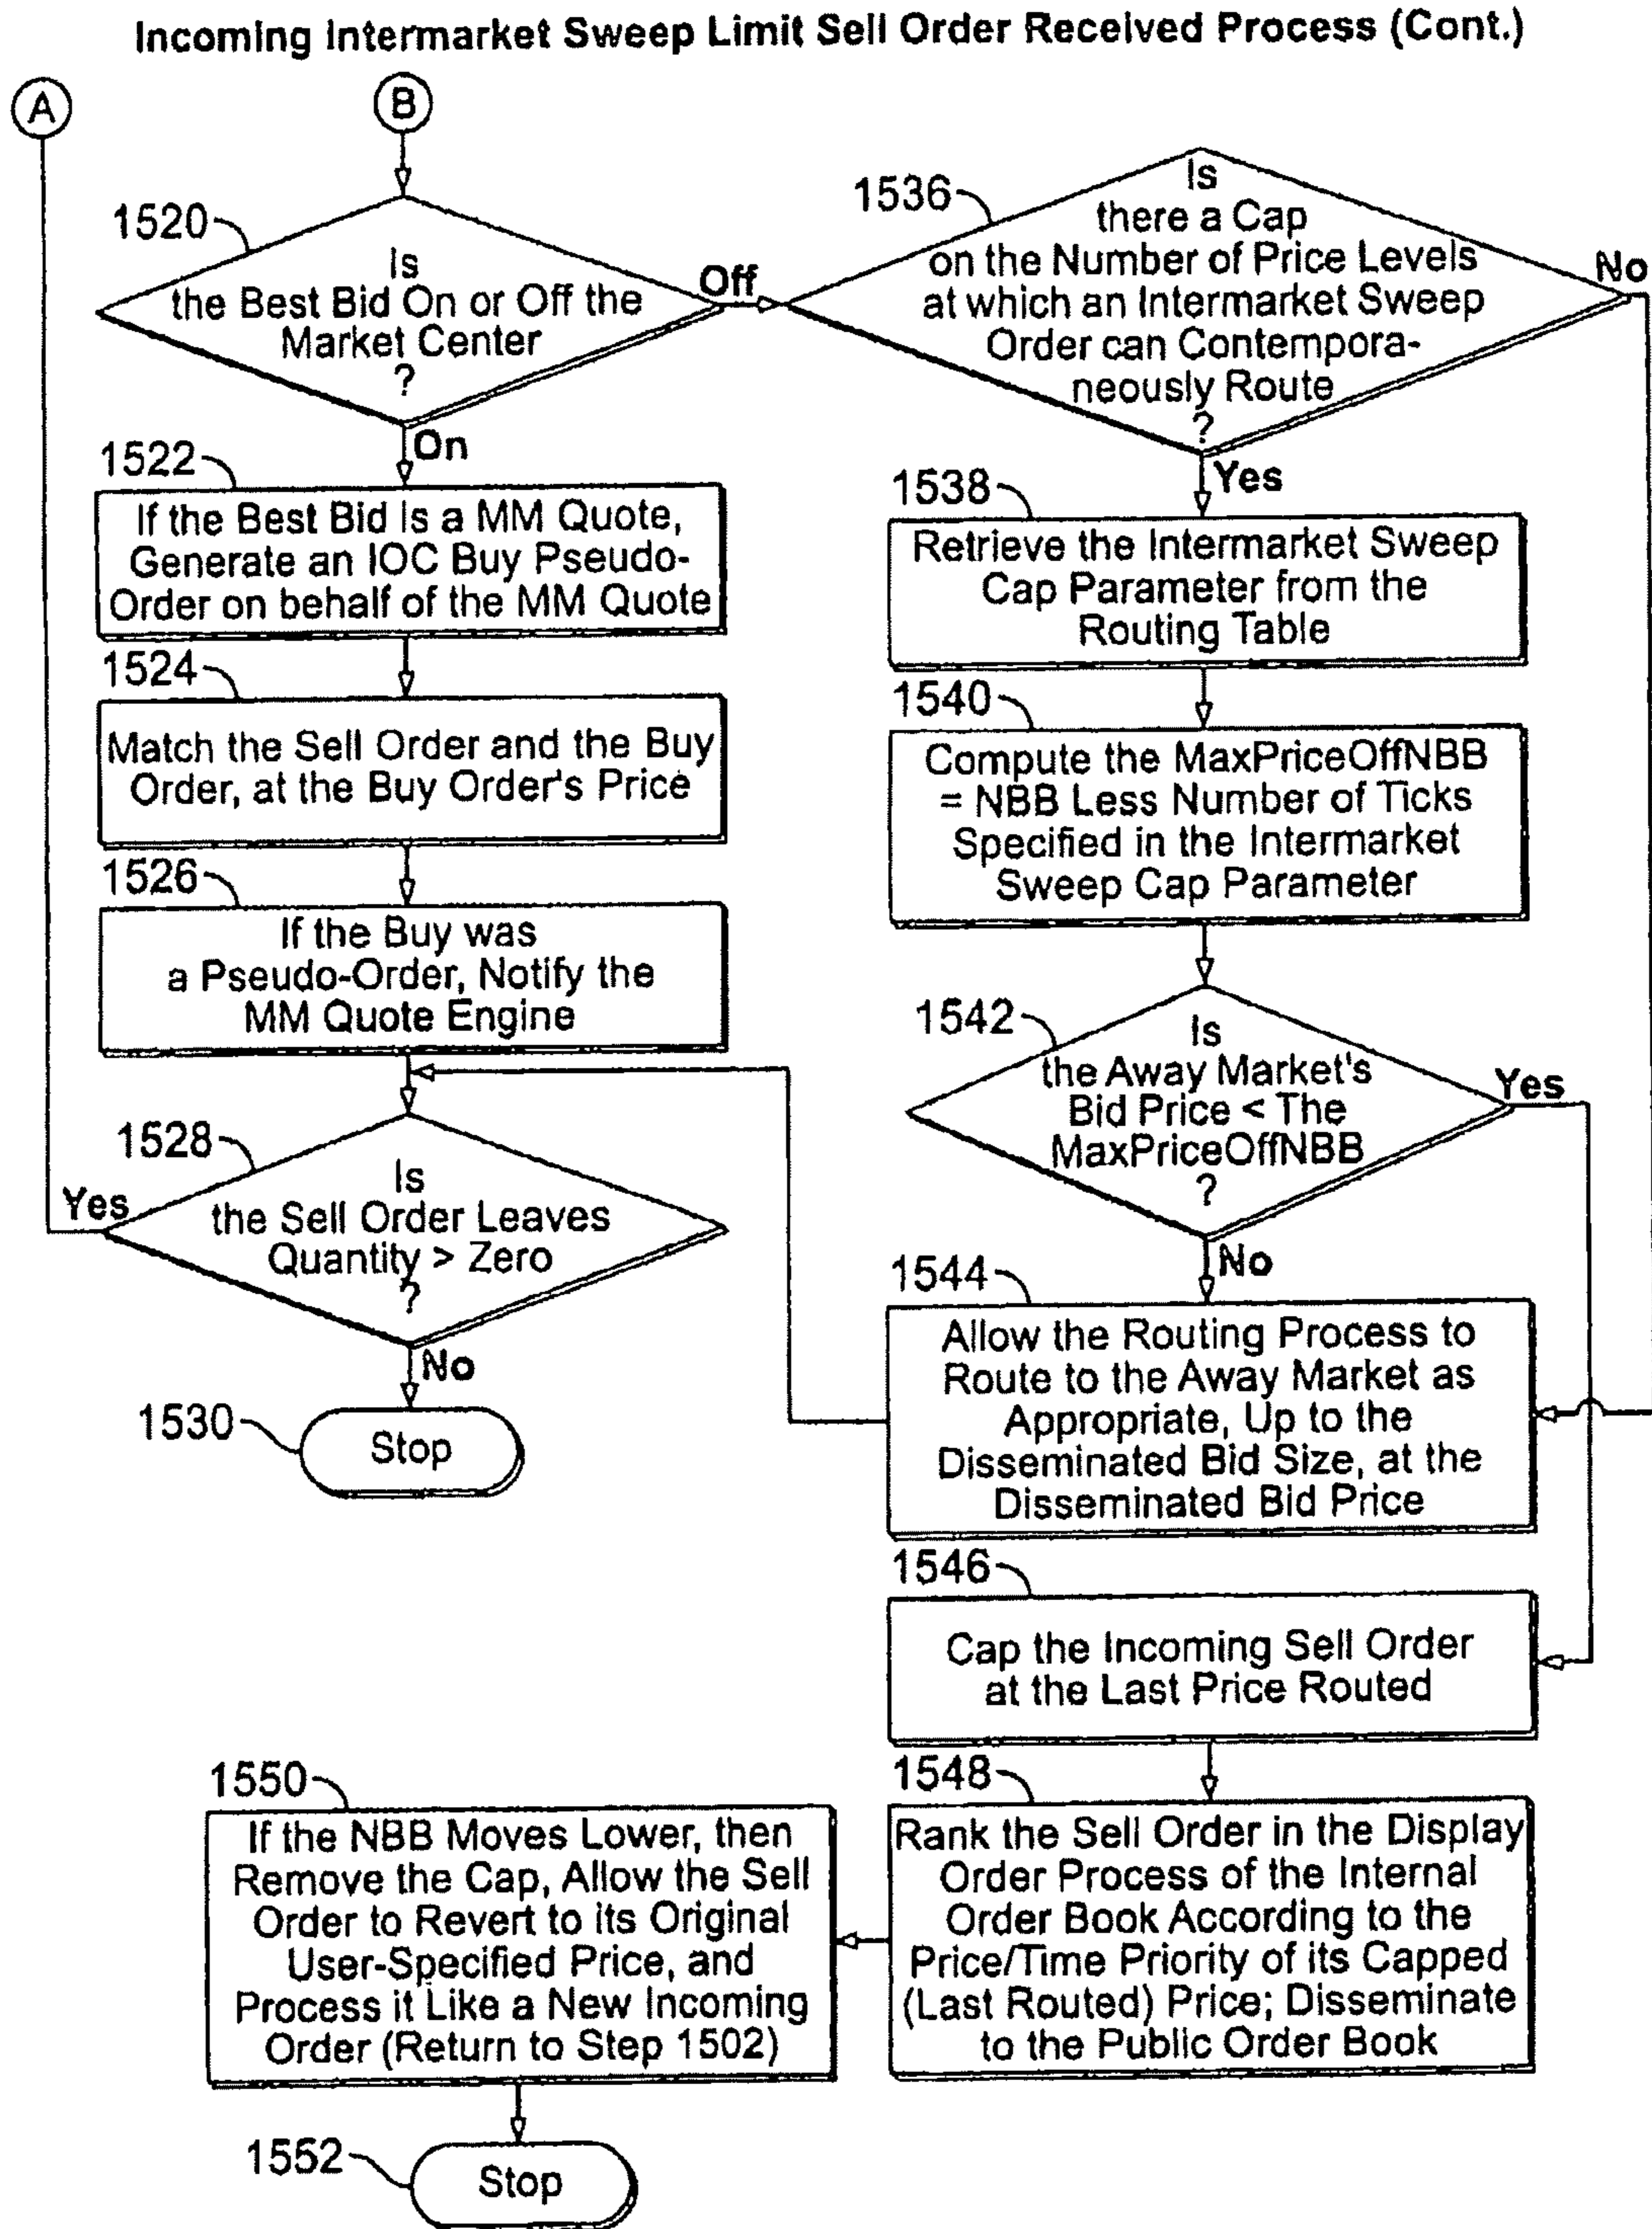 Incoming Intermarket Sweep Limit Sell Order Received Process (Cont.)
A
B
1520
Is
the Best Bid On or Off the
Market Center
?
Off
On
1522
If the Best Bid Is a MM Quote,
Generate an IOC Buy Pseudo-
Order on behalf of the MM Quote
1524
Match the Sell Order and the Buy
Order, at the Buy Order's Price
1526
If the Buy was
a Pseudo-Order, Notify the
MM Quote Engine
1528
Is
the Sell Order Leaves
Quantity > Zero
?
Yes
No
1530
Stop
1536
Is
there a Cap
on the Number of Price Levels
at which an Intermarket Sweep
Order can Contempora-
neously Route
?
No
Yes
1538
Retrieve the Intermarket Sweep
Cap Parameter from the
Routing Table
1540
Compute the MaxPriceOffNBB
= NBB Less Number of Ticks
Specified in the Intermarket
Sweep Cap Parameter
1542
Is
the Away Market's
Bid Price < The
MaxPriceOffNBB
?
Yes
No
1544
Allow the Routing Process to
Route to the Away Market as
Appropriate, Up to the
Disseminated Bid Size, at the
Disseminated Bid Price
1546
Cap the Incoming Sell Order
at the Last Price Routed
1548
Rank the Sell Order in the Display
Order Process of the Internal
Order Book According to the
Price/Time Priority of its Capped
(Last Routed) Price; Disseminate
to the Public Order Book
1550
If the NBB Moves Lower, then
Remove the Cap, Allow the Sell
Order to Revert to its Original
User-Specified Price, and
Process it Like a New Incoming
Order (Return to Step 1502)
1552
Stop